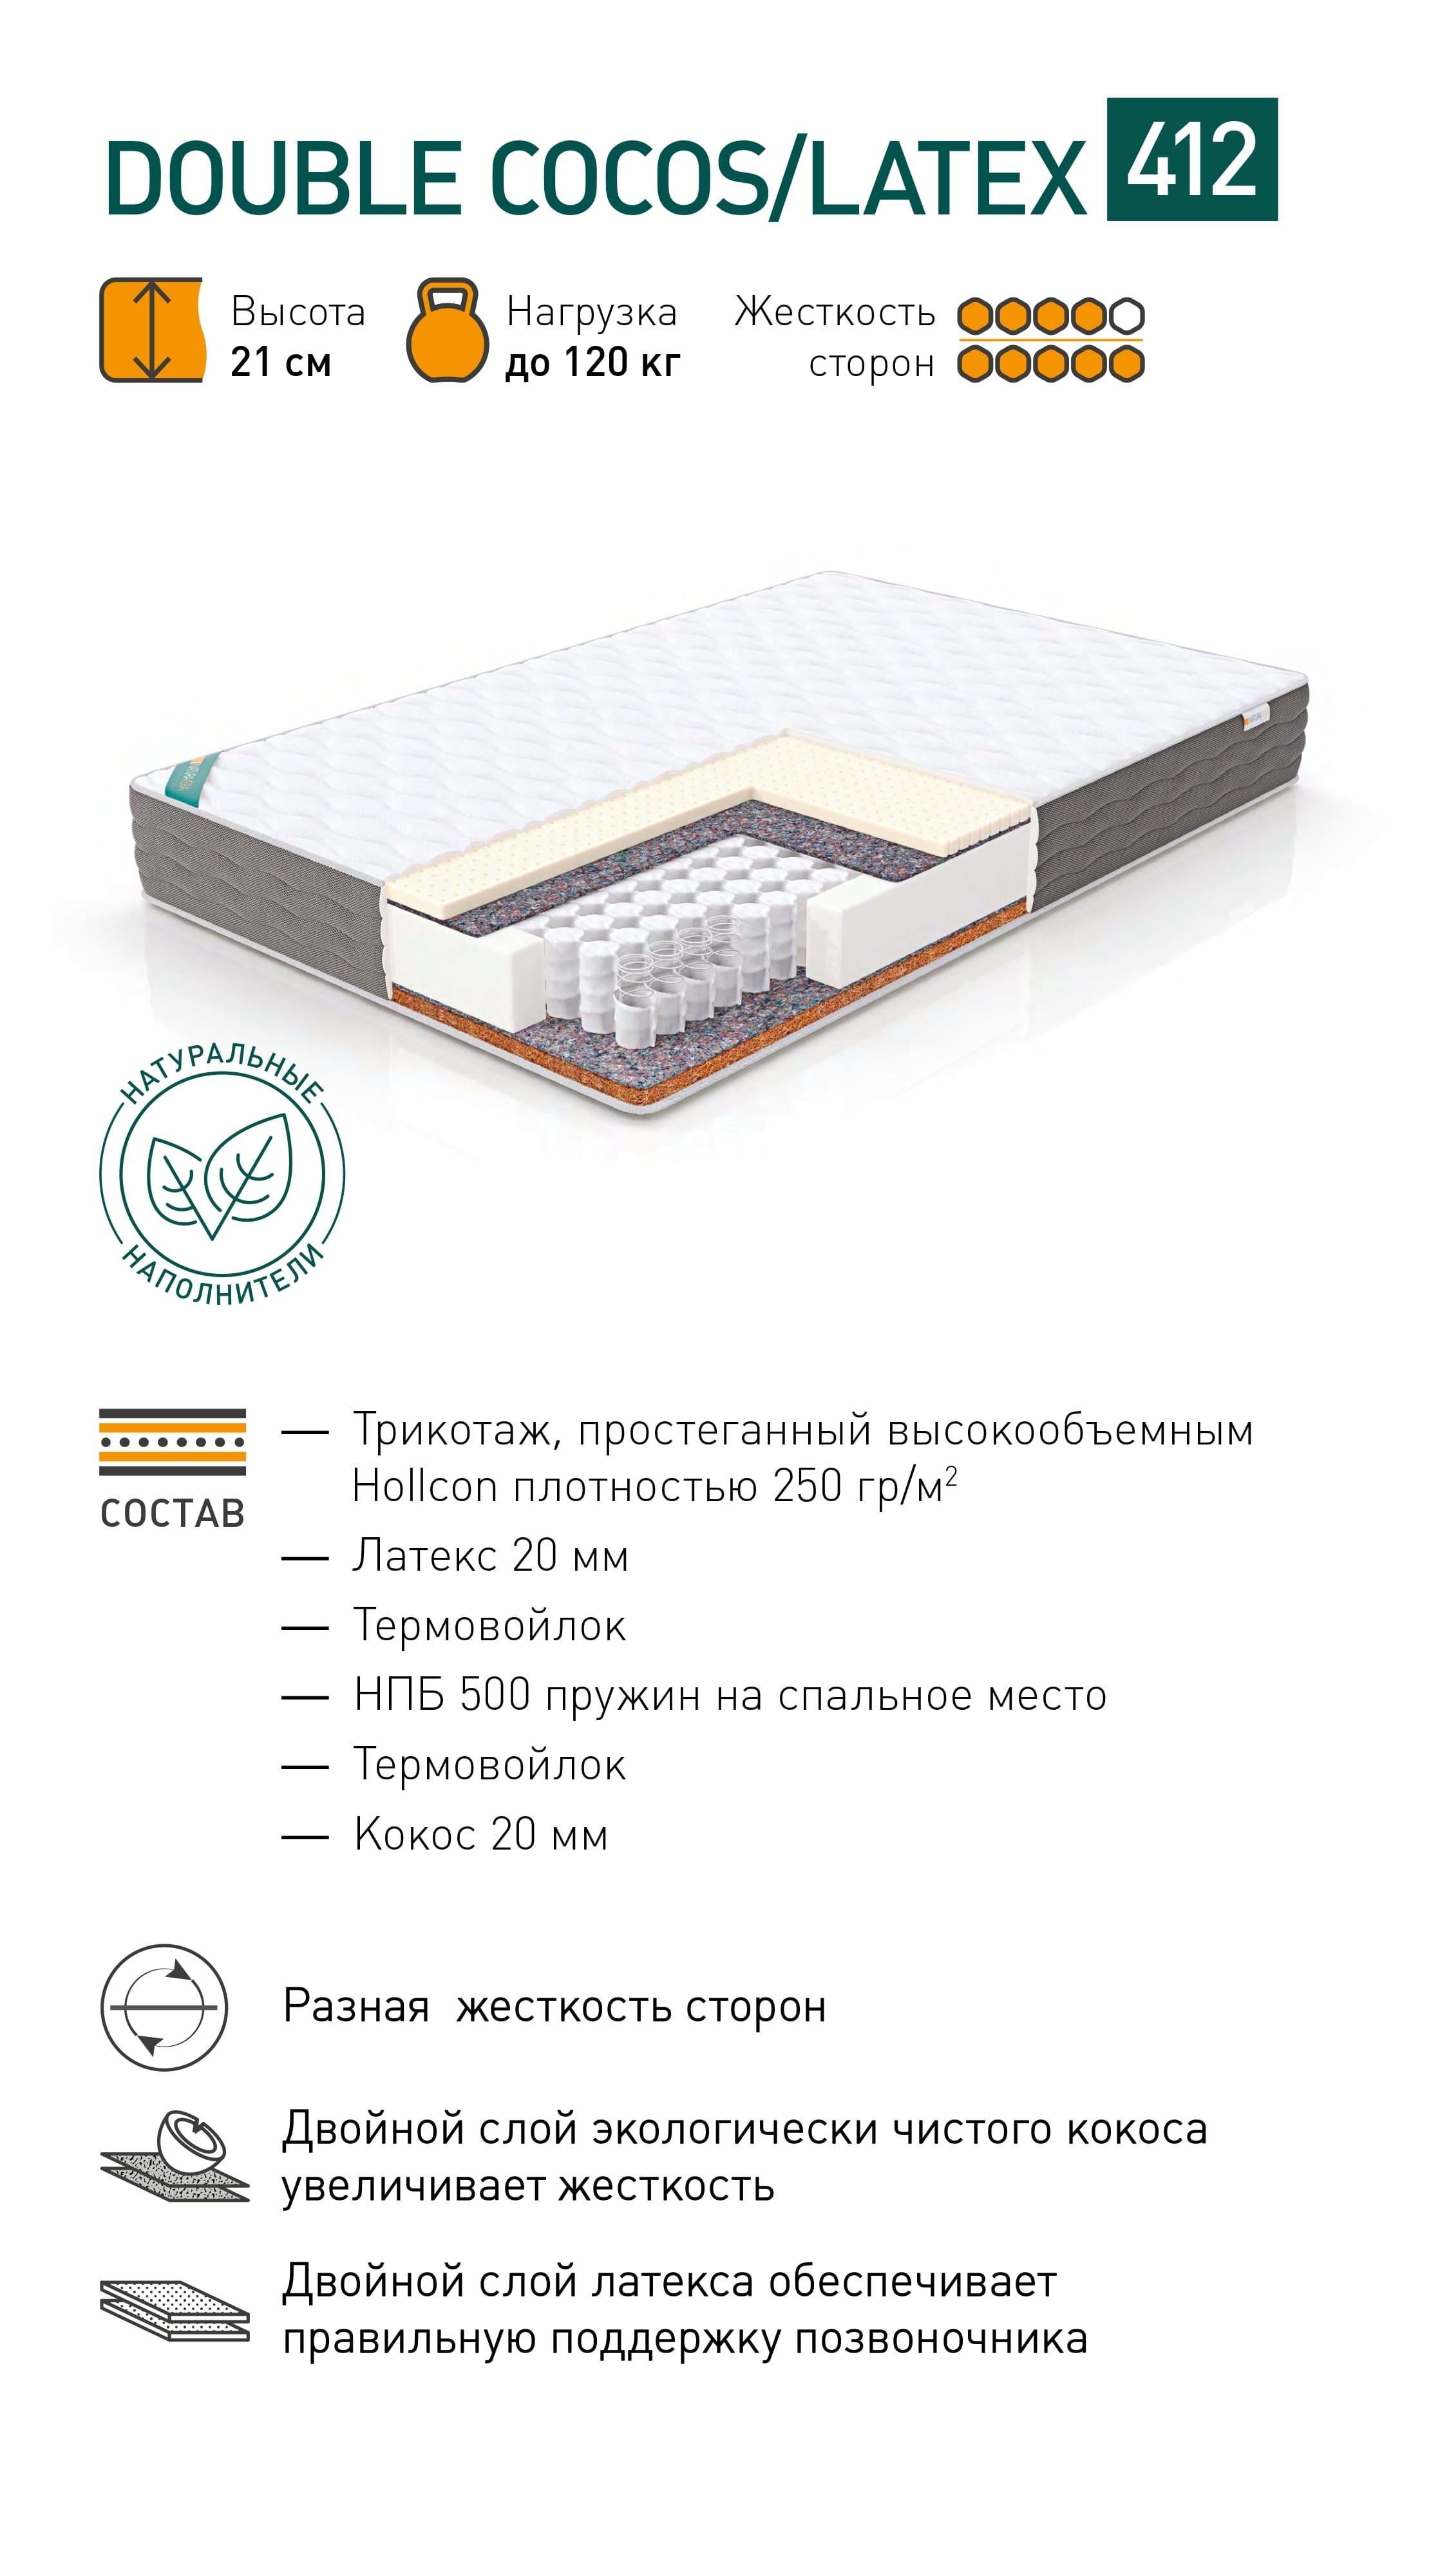 DOUBLE COCOS/LATEX 412
Высота
21 см
Нагрузка
до 120 кг
Жесткость
сторон
НАТУРАЛЬНЫЕ
НАПОЛНИТЕЛИ
СОСТАВ
— Трикотаж, простеганный высокообъемным
Hollcon плотностью 250 гр/м²
— Латекс 20 мм
— Термовойлок
— НПБ 500 пружин на спальное место
— Термовойлок
— Кокос 20 мм
Разная жесткость сторон
Двойной слой экологически чистого кокоса
увеличивает жесткость
Двойной слой латекса обеспечивает
правильную поддержку позвоночника